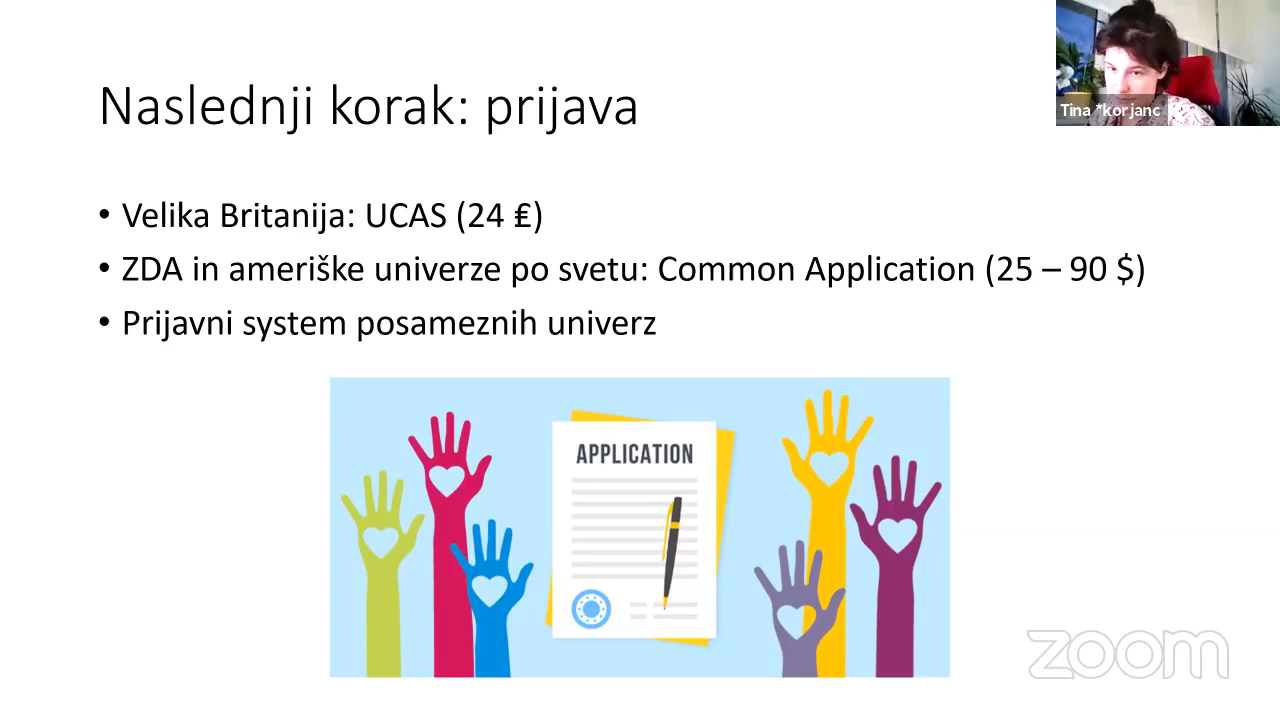 Naslednji korak: prijava
Tina *korjanc
• Velika Britanija: UCAS (24 ₤)
• ZDA in ameriške univerze po svetu: Common Application (25 – 90 $)
• Prijavni system posameznih univerz
APPLICATION
zoom